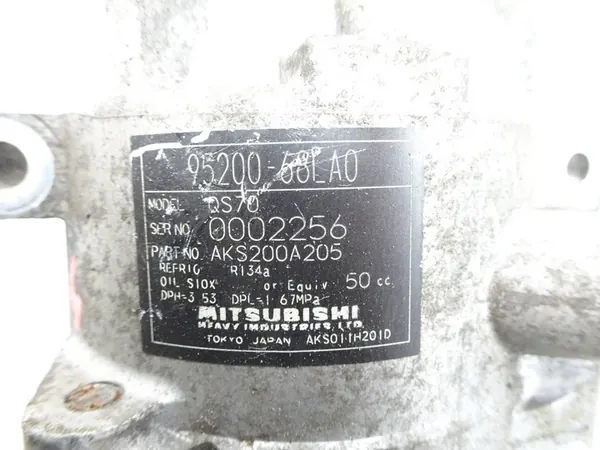 95200-68LA0
MODEL QS70
SER NO. 0002256
PART NO. AKS200A205
REFRIG R134a
OIL S10X or Equiv 50 cc
DPH=3.53 DPL=1.67MPa
MITSUBISHI
HEAVY INDUSTRIES, LTD.
TOKYO JAPAN AKS011H201D